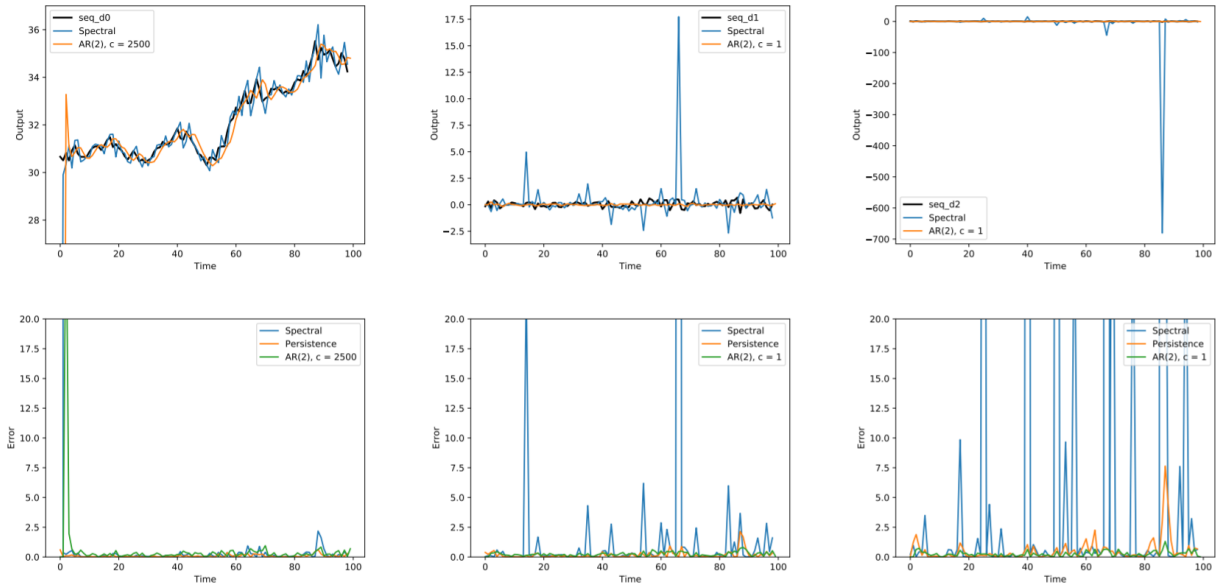 seq_d0
Spectral
AR(2), c = 2500
36
34
32
30
28
Output
0
20
40
60
80
100
Time
seq_d1
Spectral
AR(2), c = 1
17.5
15.0
12.5
10.0
7.5
5.0
2.5
0.0
−2.5
Output
0
20
40
60
80
100
Time
seq_d2
Spectral
AR(2), c = 1
0
−100
−200
−300
−400
−500
−600
−700
Output
0
20
40
60
80
100
Time
Spectral
Persistence
AR(2), c = 2500
20.0
17.5
15.0
12.5
10.0
7.5
5.0
2.5
0.0
Error
0
20
40
60
80
100
Time
Spectral
Persistence
AR(2), c = 1
20.0
17.5
15.0
12.5
10.0
7.5
5.0
2.5
0.0
Error
0
20
40
60
80
100
Time
Spectral
Persistence
AR(2), c = 1
20.0
17.5
15.0
12.5
10.0
7.5
5.0
2.5
0.0
Error
0
20
40
60
80
100
Time